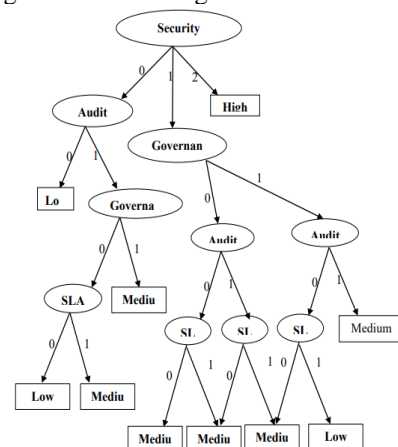 Security
0 1 2
Audit High
Governan
0 1 0 1
Lo Governa Audit Audit
0 1 0 1 0 1
SLA Mediu SL SL SL Medium
0 1 0 1 0 1 0 1
Low Mediu
Mediu Mediu Mediu Low